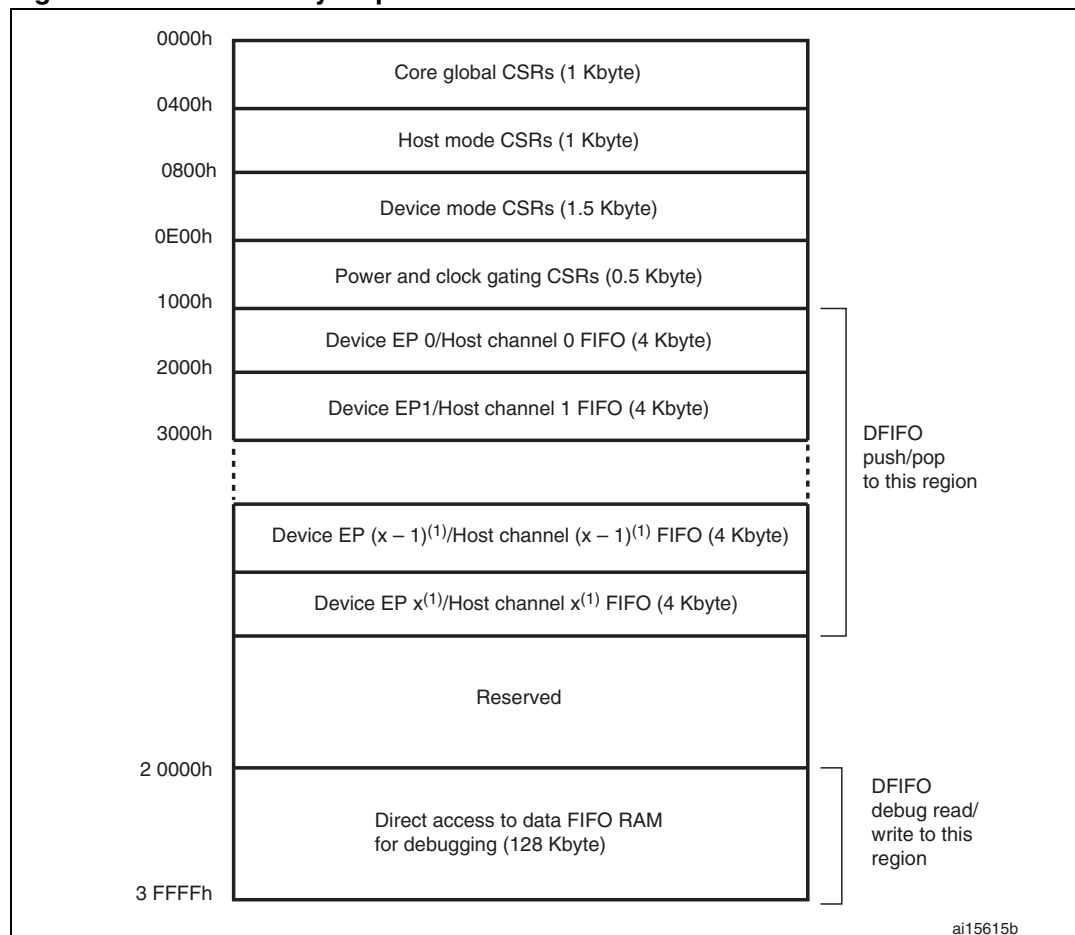 0000h
Core global CSRs (1 Kbyte)
0400h
Host mode CSRs (1 Kbyte)
0800h
Device mode CSRs (1.5 Kbyte)
0E00h
Power and clock gating CSRs (0.5 Kbyte)
1000h
Device EP 0/Host channel 0 FIFO (4 Kbyte)
2000h
Device EP1/Host channel 1 FIFO (4 Kbyte)
3000h
DFIFO
push/pop
to this region
Device EP (x – 1)(1)/Host channel (x – 1)(1) FIFO (4 Kbyte)
Device EP x(1)/Host channel x(1) FIFO (4 Kbyte)
Reserved
2 0000h
DFIFO
debug read/
write to this
region
Direct access to data FIFO RAM
for debugging (128 Kbyte)
3 FFFFh
ai15615b